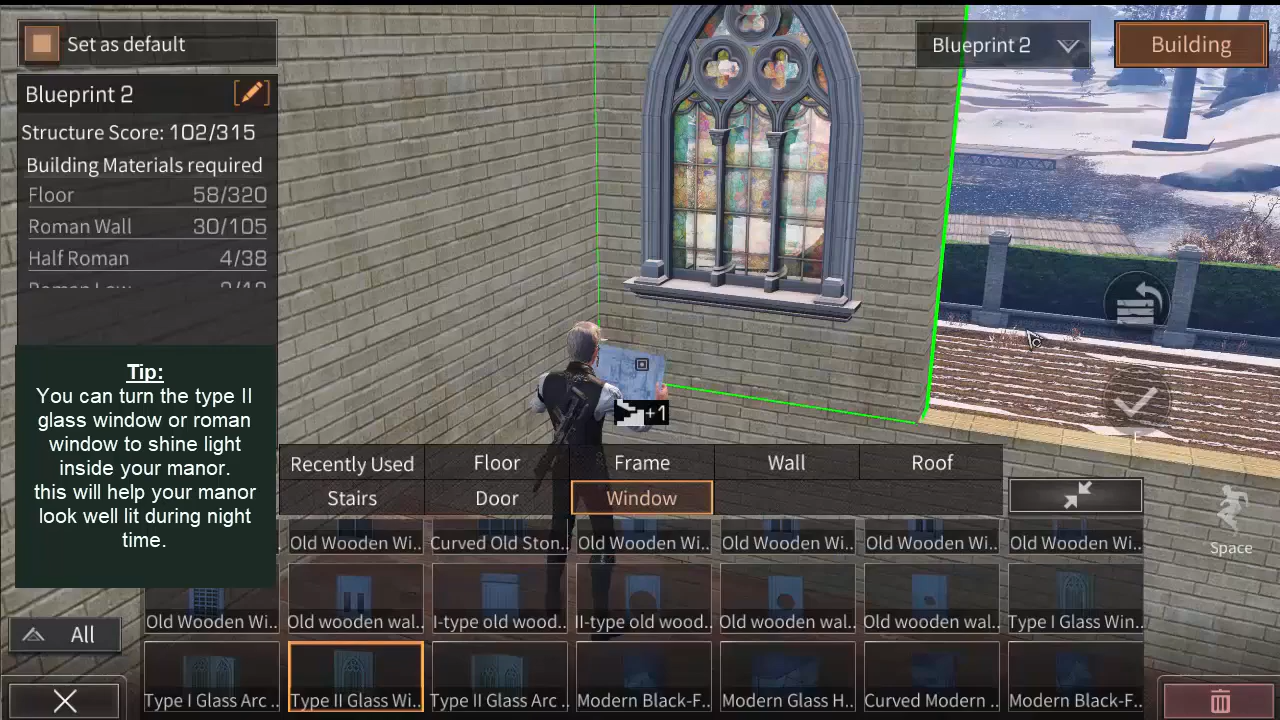 Set as default
Blueprint 2
Building
Blueprint 2
Structure Score: 102/315
Building Materials required
Floor 58/320
Roman Wall 30/105
Half Roman 4/38
Tip:
You can turn the type II
glass window or roman
window to shine light
inside your manor.
this will help your manor
look well lit during night
time.
+1
Recently Used
Floor
Frame
Wall
Roof
Stairs
Door
Window
Space
Old Wooden Wi..
Curved Old Ston..
Old Wooden Wi..
Old Wooden Wi..
Old Wooden Wi..
Old Wooden Wi..
Old Wooden Wi..
Old wooden wal..
I-type old wood..
II-type old wood..
Old wooden wal..
Old wooden wal..
Type I Glass Win..
All
Type I Glass Arc ..
Type II Glass Wi..
Type II Glass Arc ..
Modern Black-F..
Modern Glass H..
Curved Modern ..
Modern Black-F..